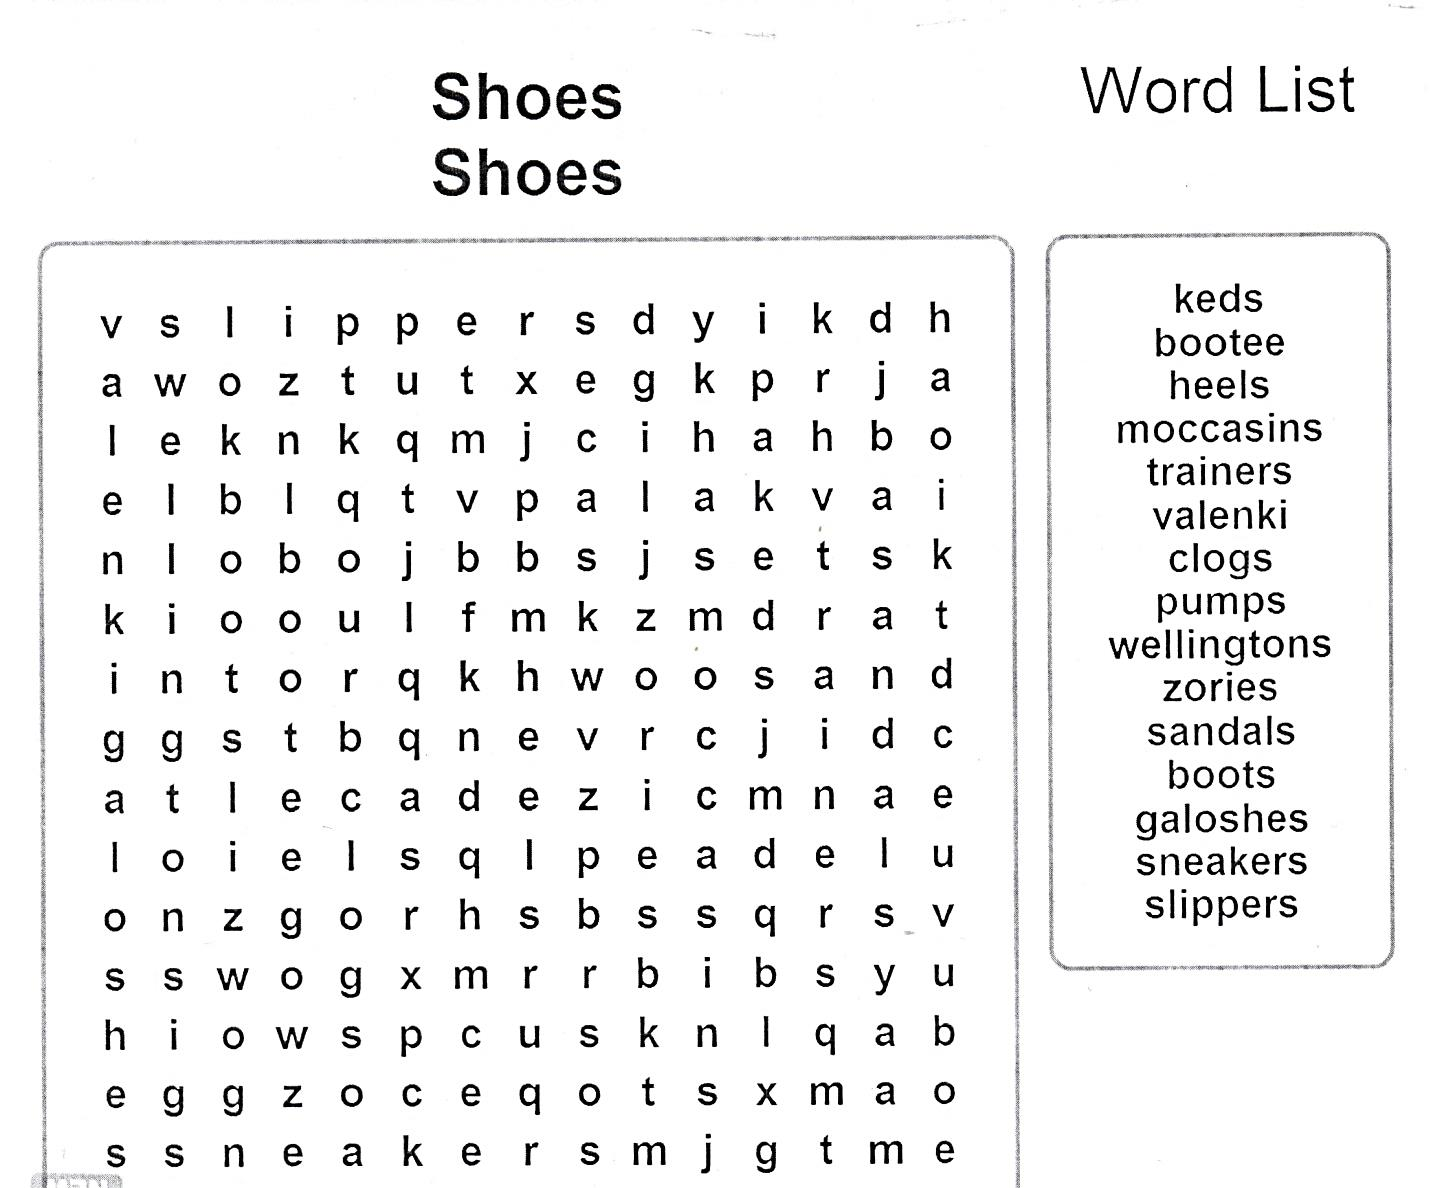 Shoes
Shoes
Word List
v s l i p p e r s d y i k d h
a w o z t u t x e g k p r j a
l e k n k q m j c i h a h b o
e l b l q t v p a l a k v a i
n l o b o j b b s j s e t s k
k i o o u l f m k z m d r a t
i n t o r q k h w o o s a n d
g g s t b q n e v r c j i d c
a t l e c a d e z i c m n a e
l o i e l s q l p e a d e l u
o n z g o r h s b s s q r s v
s s w o g x m r r b i b s y u
h i o w s p c u s k n l q a b
e g g z o c e q o t s x m a o
s s n e a k e r s m j g t m e
keds
bootee
heels
moccasins
trainers
valenki
clogs
pumps
wellingtons
zories
sandals
boots
galoshes
sneakers
slippers